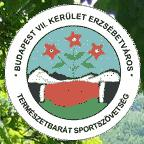 BUDAPEST VII. KERÜLET ERZSÉBETVÁROS
TERMÉSZETBARÁT SPORTSZÖVETSÉG